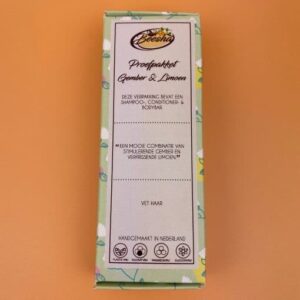 Beesha
Proefpakket
Gember & Limoen
DEZE VERPAKKING BEVAT EEN
SHAMPOO-, CONDITIONER- &
BODYBAR
"EEN MOOIE COMBINATIE VAN
STIMULERENDE GEMBER EN
VERFRISSENDE LIMOEN"
VET HAAR
HANDGEMAAKT IN NEDERLAND